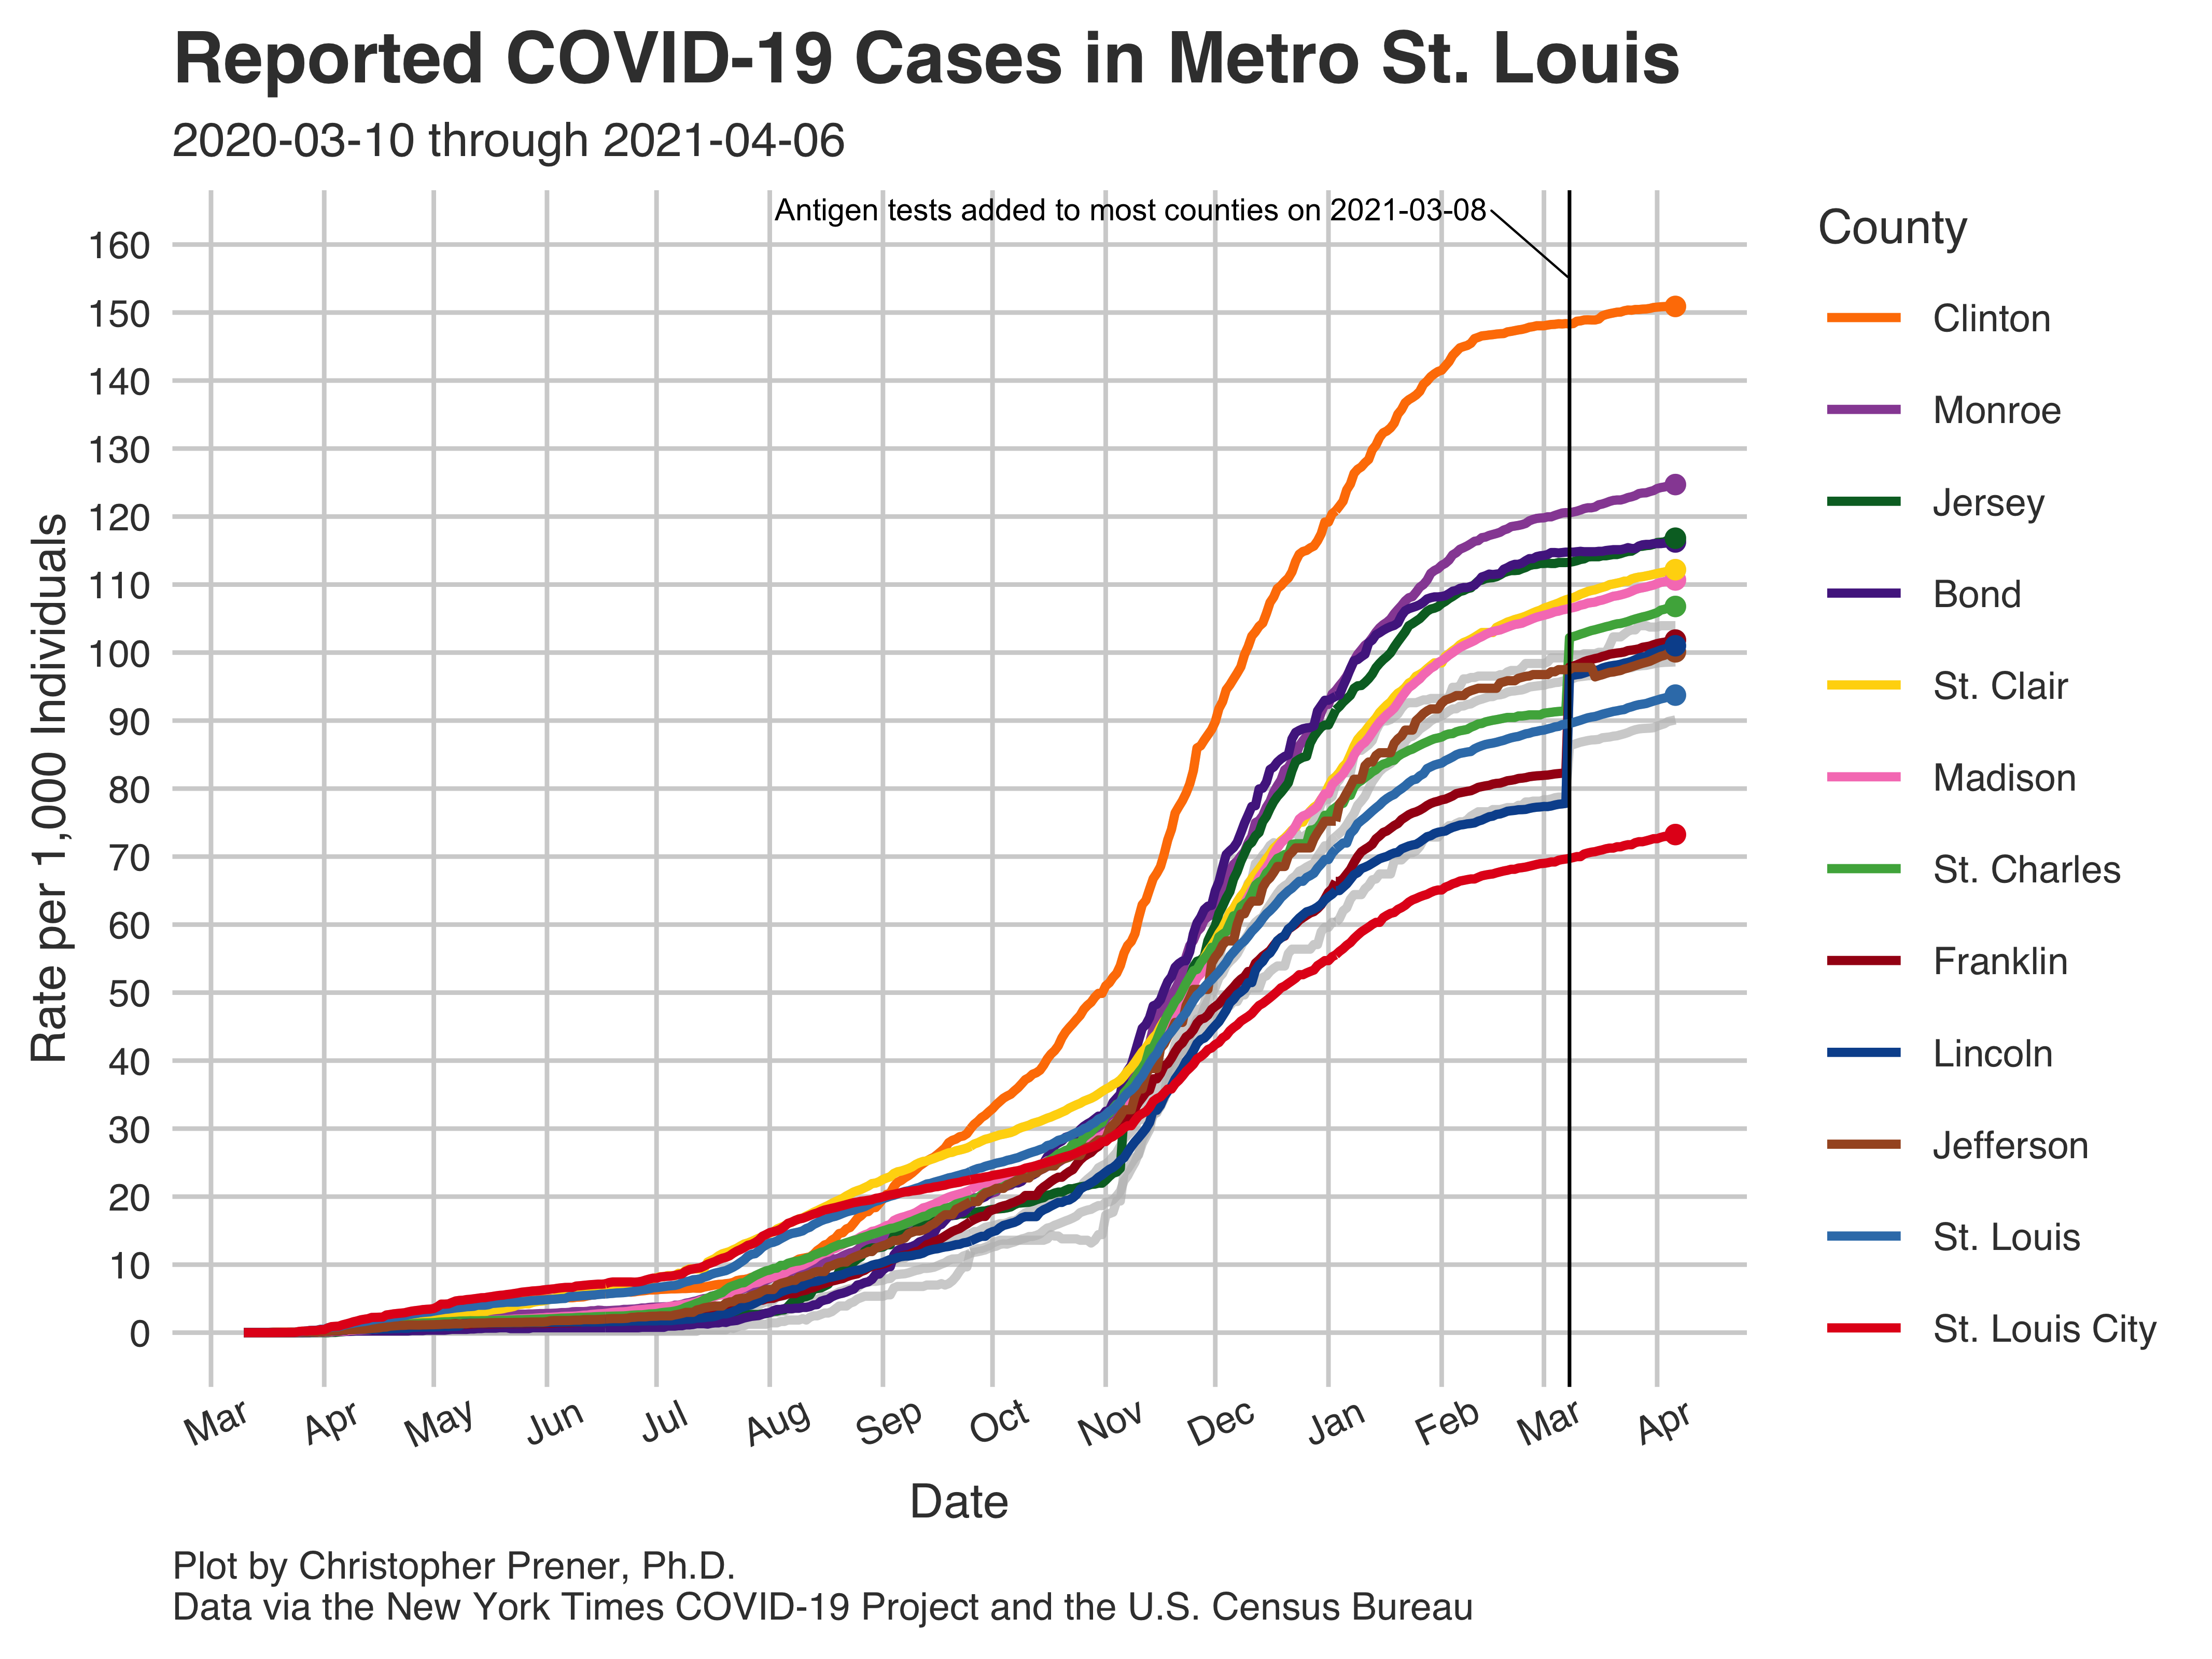 Reported COVID-19 Cases in Metro St. Louis
2020-03-10 through 2021-04-06
Antigen tests added to most counties on 2021-03-08
Rate per 1,000 Individuals
160
150
140
130
120
110
100
90
80
70
60
50
40
30
20
10
0
Mar Apr May Jun Jul Aug Sep Oct Nov Dec Jan Feb Mar Apr
Date
County
Clinton
Monroe
Jersey
Bond
St. Clair
Madison
St. Charles
Franklin
Lincoln
Jefferson
St. Louis
St. Louis City
Plot by Christopher Prener, Ph.D.
Data via the New York Times COVID-19 Project and the U.S. Census Bureau